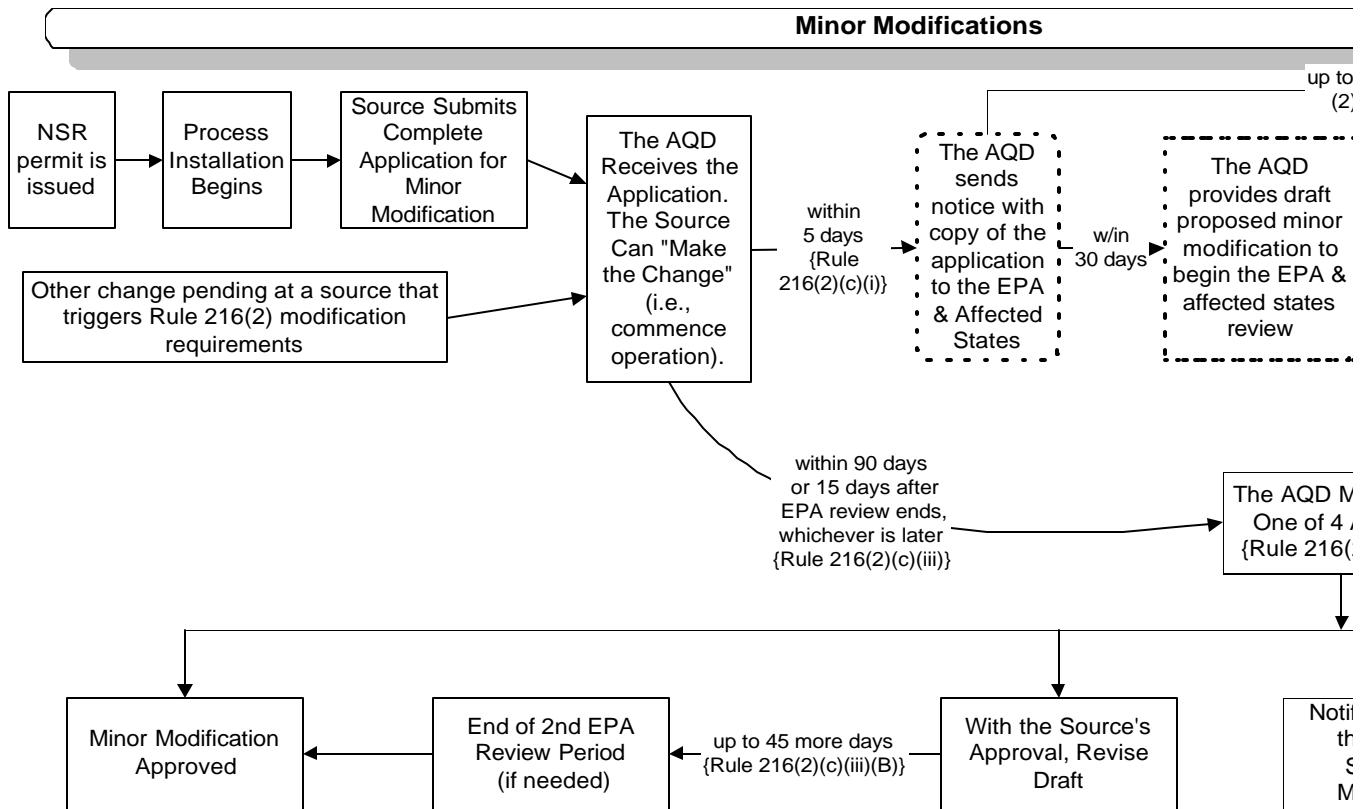 Minor Modifications
up to
(2)
NSR
permit is
issued
Process
Installation
Begins
Source Submits
Complete
Application for
Minor
Modification
The AQD
Receives the
Application.
The Source
Can "Make
the Change"
(i.e.,
commence
operation).
within
5 days
{Rule
216(2)(c)(i)}
The AQD
sends
notice with
copy of the
application
to the EPA
& Affected
States
w/in
30 days
The AQD
provides draft
proposed minor
modification to
begin the EPA &
affected states
review
Other change pending at a source that
triggers Rule 216(2) modification
requirements
within 90 days
or 15 days after
EPA review ends,
whichever is later
{Rule 216(2)(c)(iii)}
The AQD M
One of 4 A
{Rule 216(2
Minor Modification
Approved
End of 2nd EPA
Review Period
(if needed)
up to 45 more days
{Rule 216(2)(c)(iii)(B)}
With the Source's
Approval, Revise
Draft
Notif
th
S
M